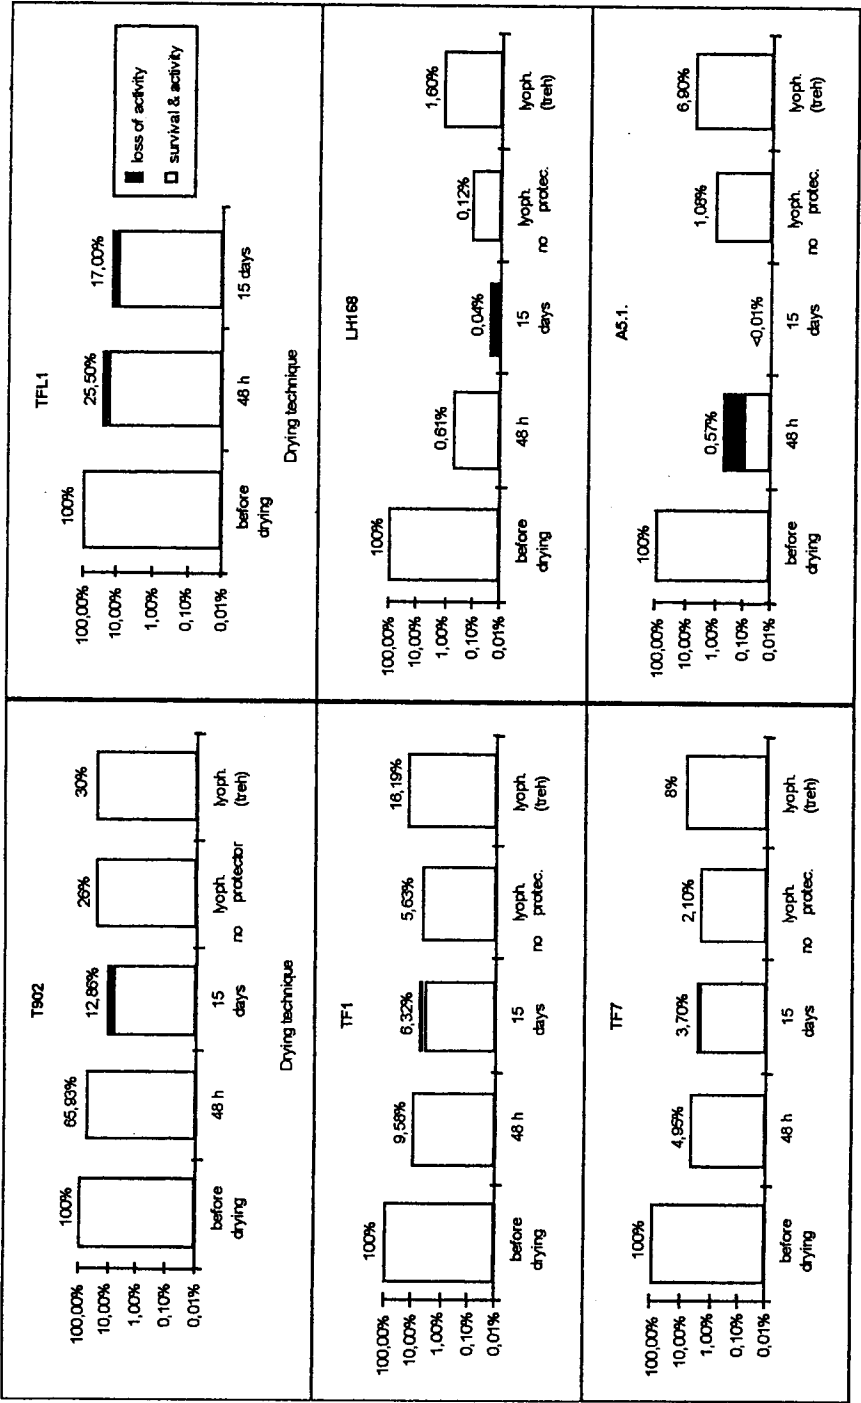 T902
100,00%
10,00%
1,00%
0,10%
0,01%
100%
65,93%
12,86%
26%
30%
before
drying
48 h
15
days
no
lyoph.
protector
lyoph.
(treh)
Drying technique
TFL1
100,00%
10,00%
1,00%
0,10%
0,01%
100%
25,50%
17,00%
before
drying
48 h
15 days
Drying technique
loss of activity
survival & activity
TF1
100,00%
10,00%
1,00%
0,10%
0,01%
100%
9,58%
6,32%
5,63%
16,19%
before
drying
48 h
15
days
no
lyoph.
protec.
lyoph.
(treh)
LH168
100,00%
10,00%
1,00%
0,10%
0,01%
100%
0,61%
0,04%
0,12%
1,60%
before
drying
48 h
15
days
no
lyoph.
protec.
lyoph.
(treh)
TF7
100,00%
10,00%
1,00%
0,10%
0,01%
100%
4,95%
3,70%
2,10%
8%
before
drying
48 h
15
days
no
lyoph.
protec.
lyoph.
(treh)
A5.1.
100,00%
10,00%
1,00%
0,10%
0,01%
100%
0,57%
<0,01%
1,08%
6,90%
before
drying
48 h
15
days
no
lyoph.
protec.
lyoph.
(treh)